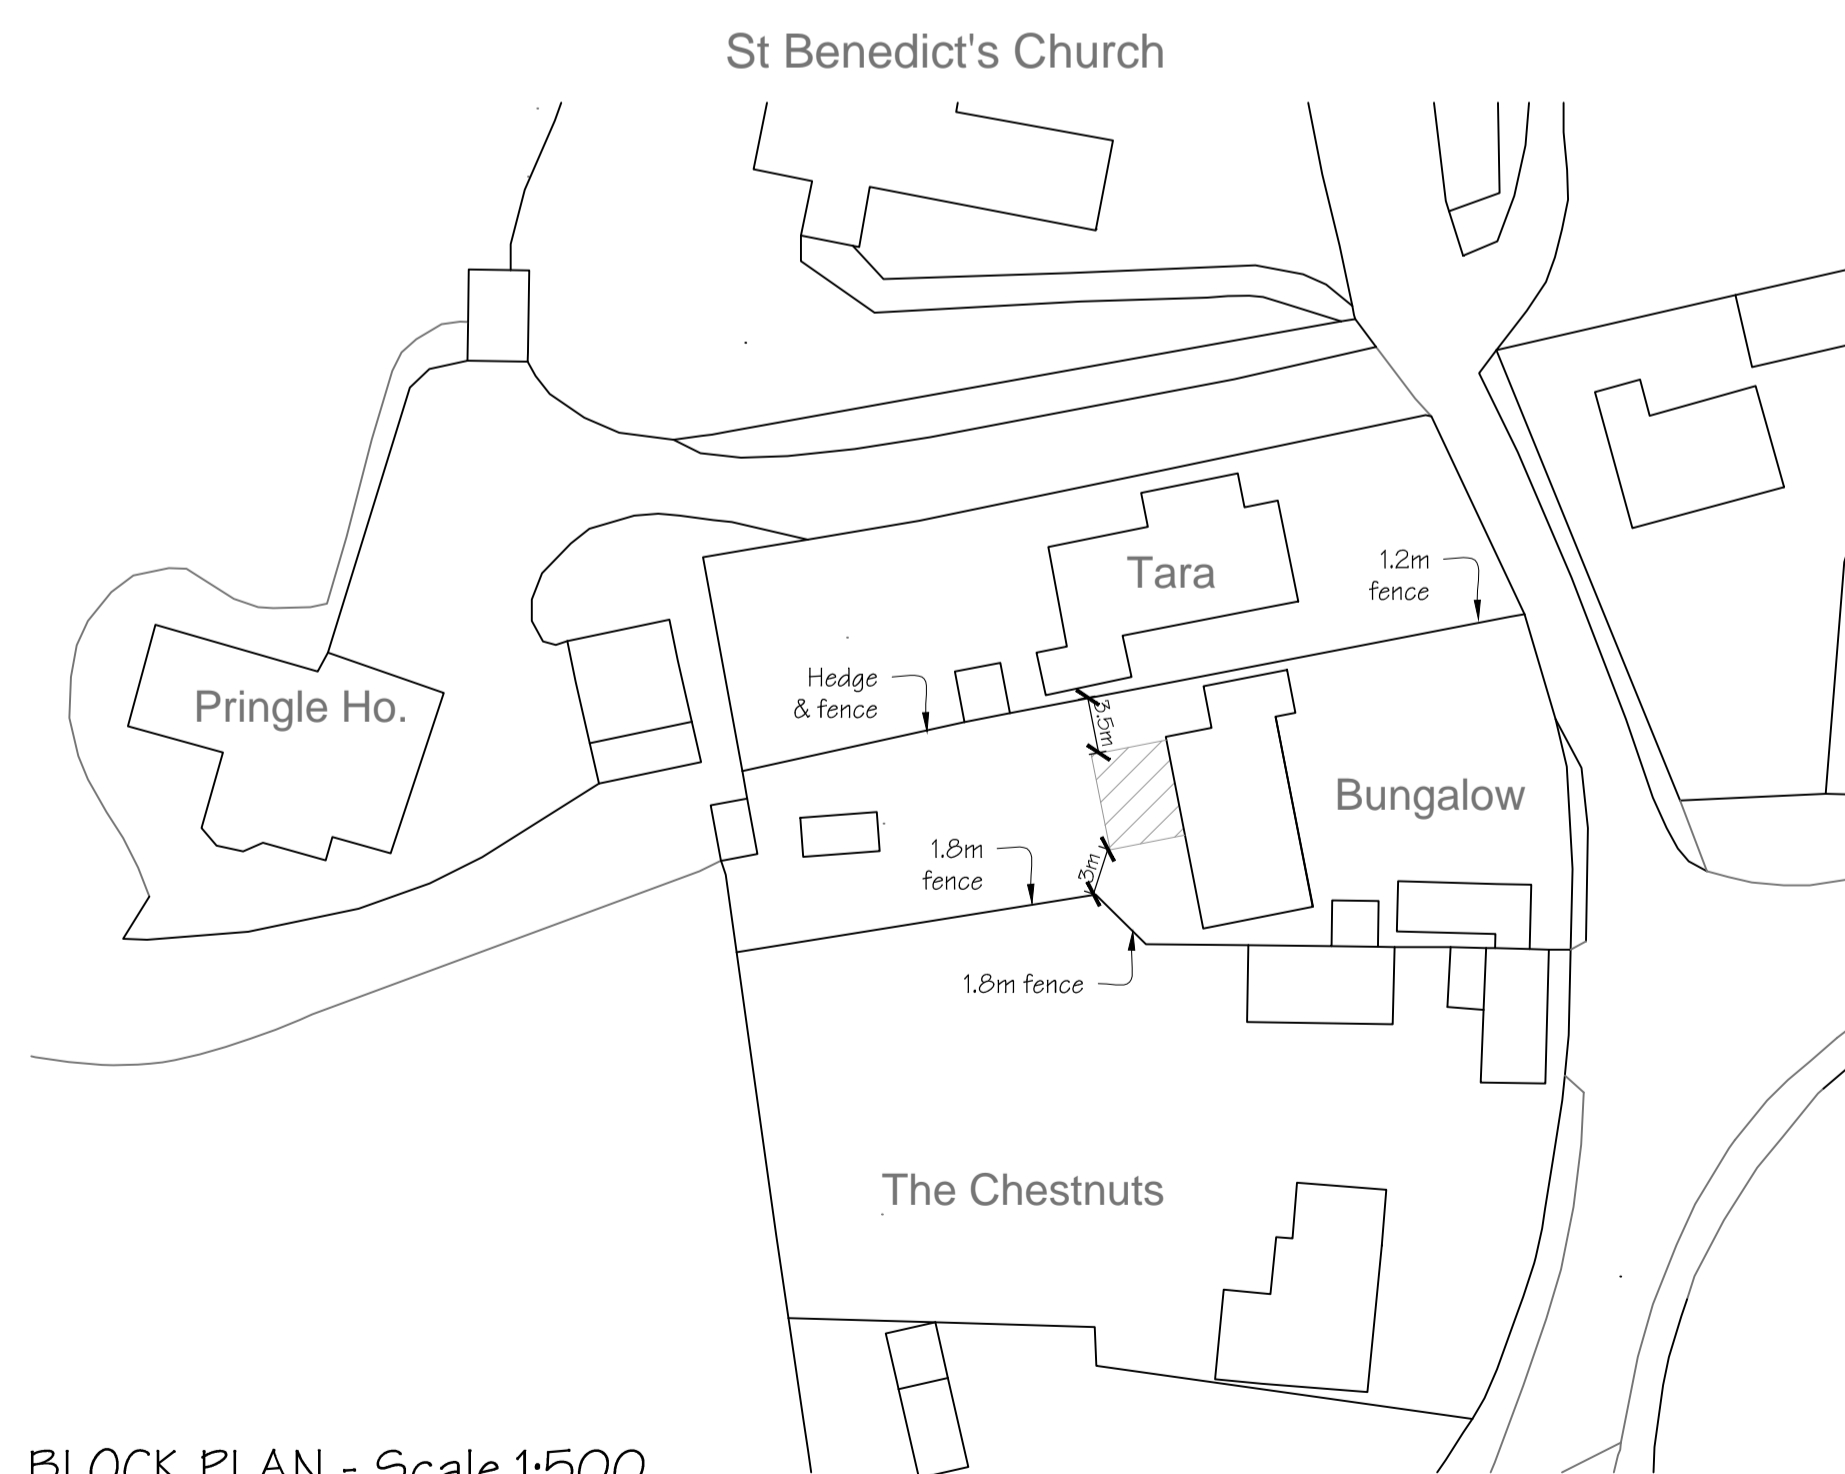 St Benedict's Church
Tara
1.2m
fence
Hedge
& fence
Pringle Ho.
3.5m
Bungalow
1.8m
fence
3m
1.8m fence
The Chestnuts
BLOCK PLAN - Scale 1:500